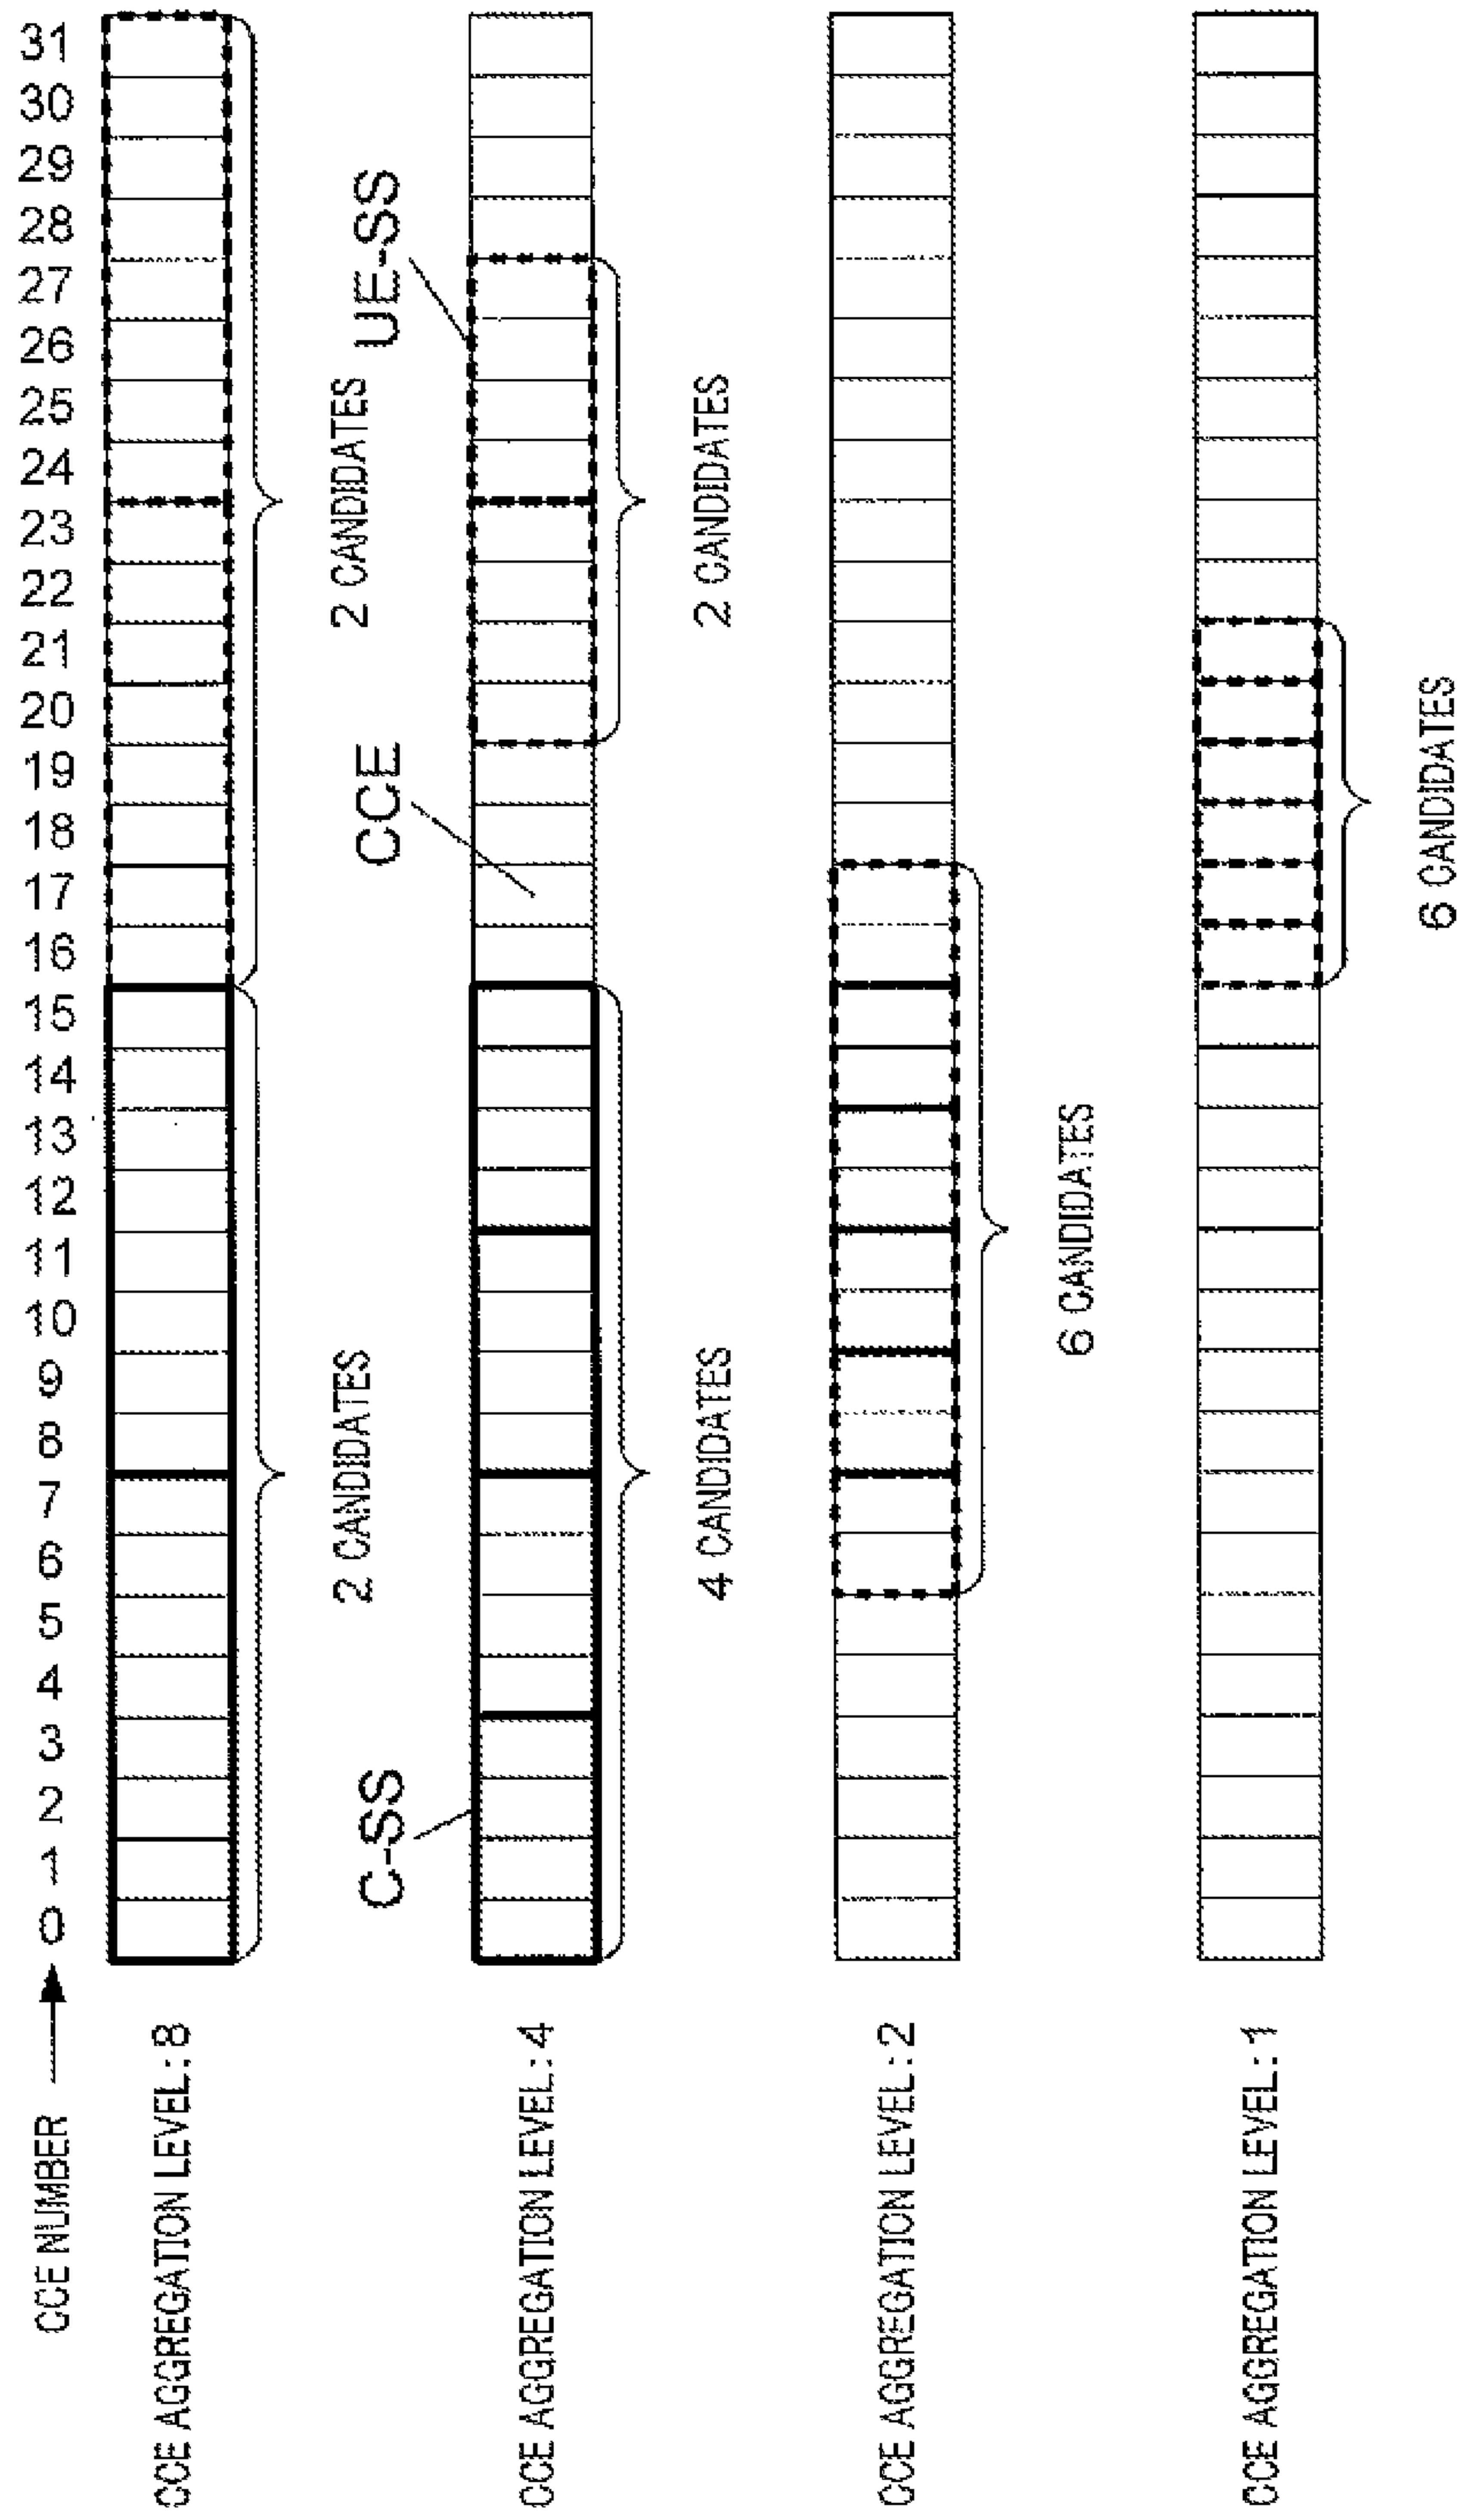 CCE NUMBER
0 1 2 3 4 5 6 7 8 9 10 11 12 13 14 15 16 17 18 19 20 21 22 23 24 25 26 27 28 29 30 31
CCE AGGREGATION LEVEL:8
2 CANDIDATES
2 CANDIDATES
C-SS
CCE
UE-SS
CCE AGGREGATION LEVEL:4
4 CANDIDATES
2 CANDIDATES
CCE AGGREGATION LEVEL:2
6 CANDIDATES
CCE AGGREGATION LEVEL:1
6 CANDIDATES